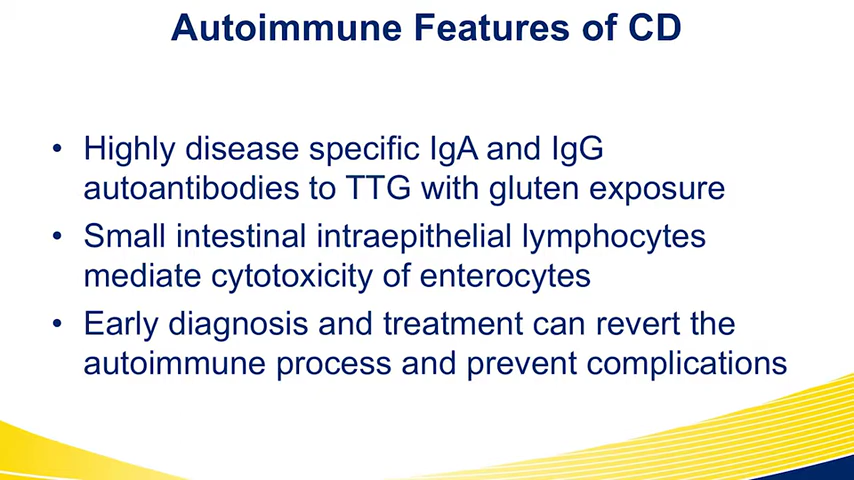 Autoimmune Features of CD
• Highly disease specific IgA and IgG
autoantibodies to TTG with gluten exposure
• Small intestinal intraepithelial lymphocytes
mediate cytotoxicity of enterocytes
• Early diagnosis and treatment can revert the
autoimmune process and prevent complications